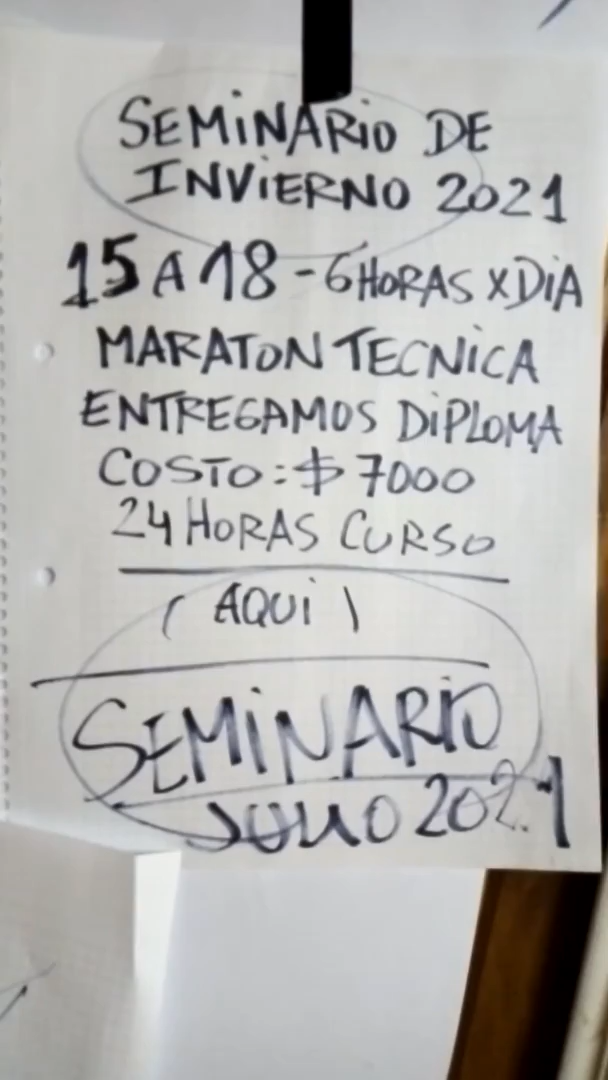 SEMINARIO DE
INVIERNO 2021
15 A 18 - 6 HORAS X DIA
MARATON TECNICA
ENTREGAMOS DIPLOMA
COSTO: $ 7000
24 HORAS CURSO
( AQUI )
SEMINARIO
JULIO 2021